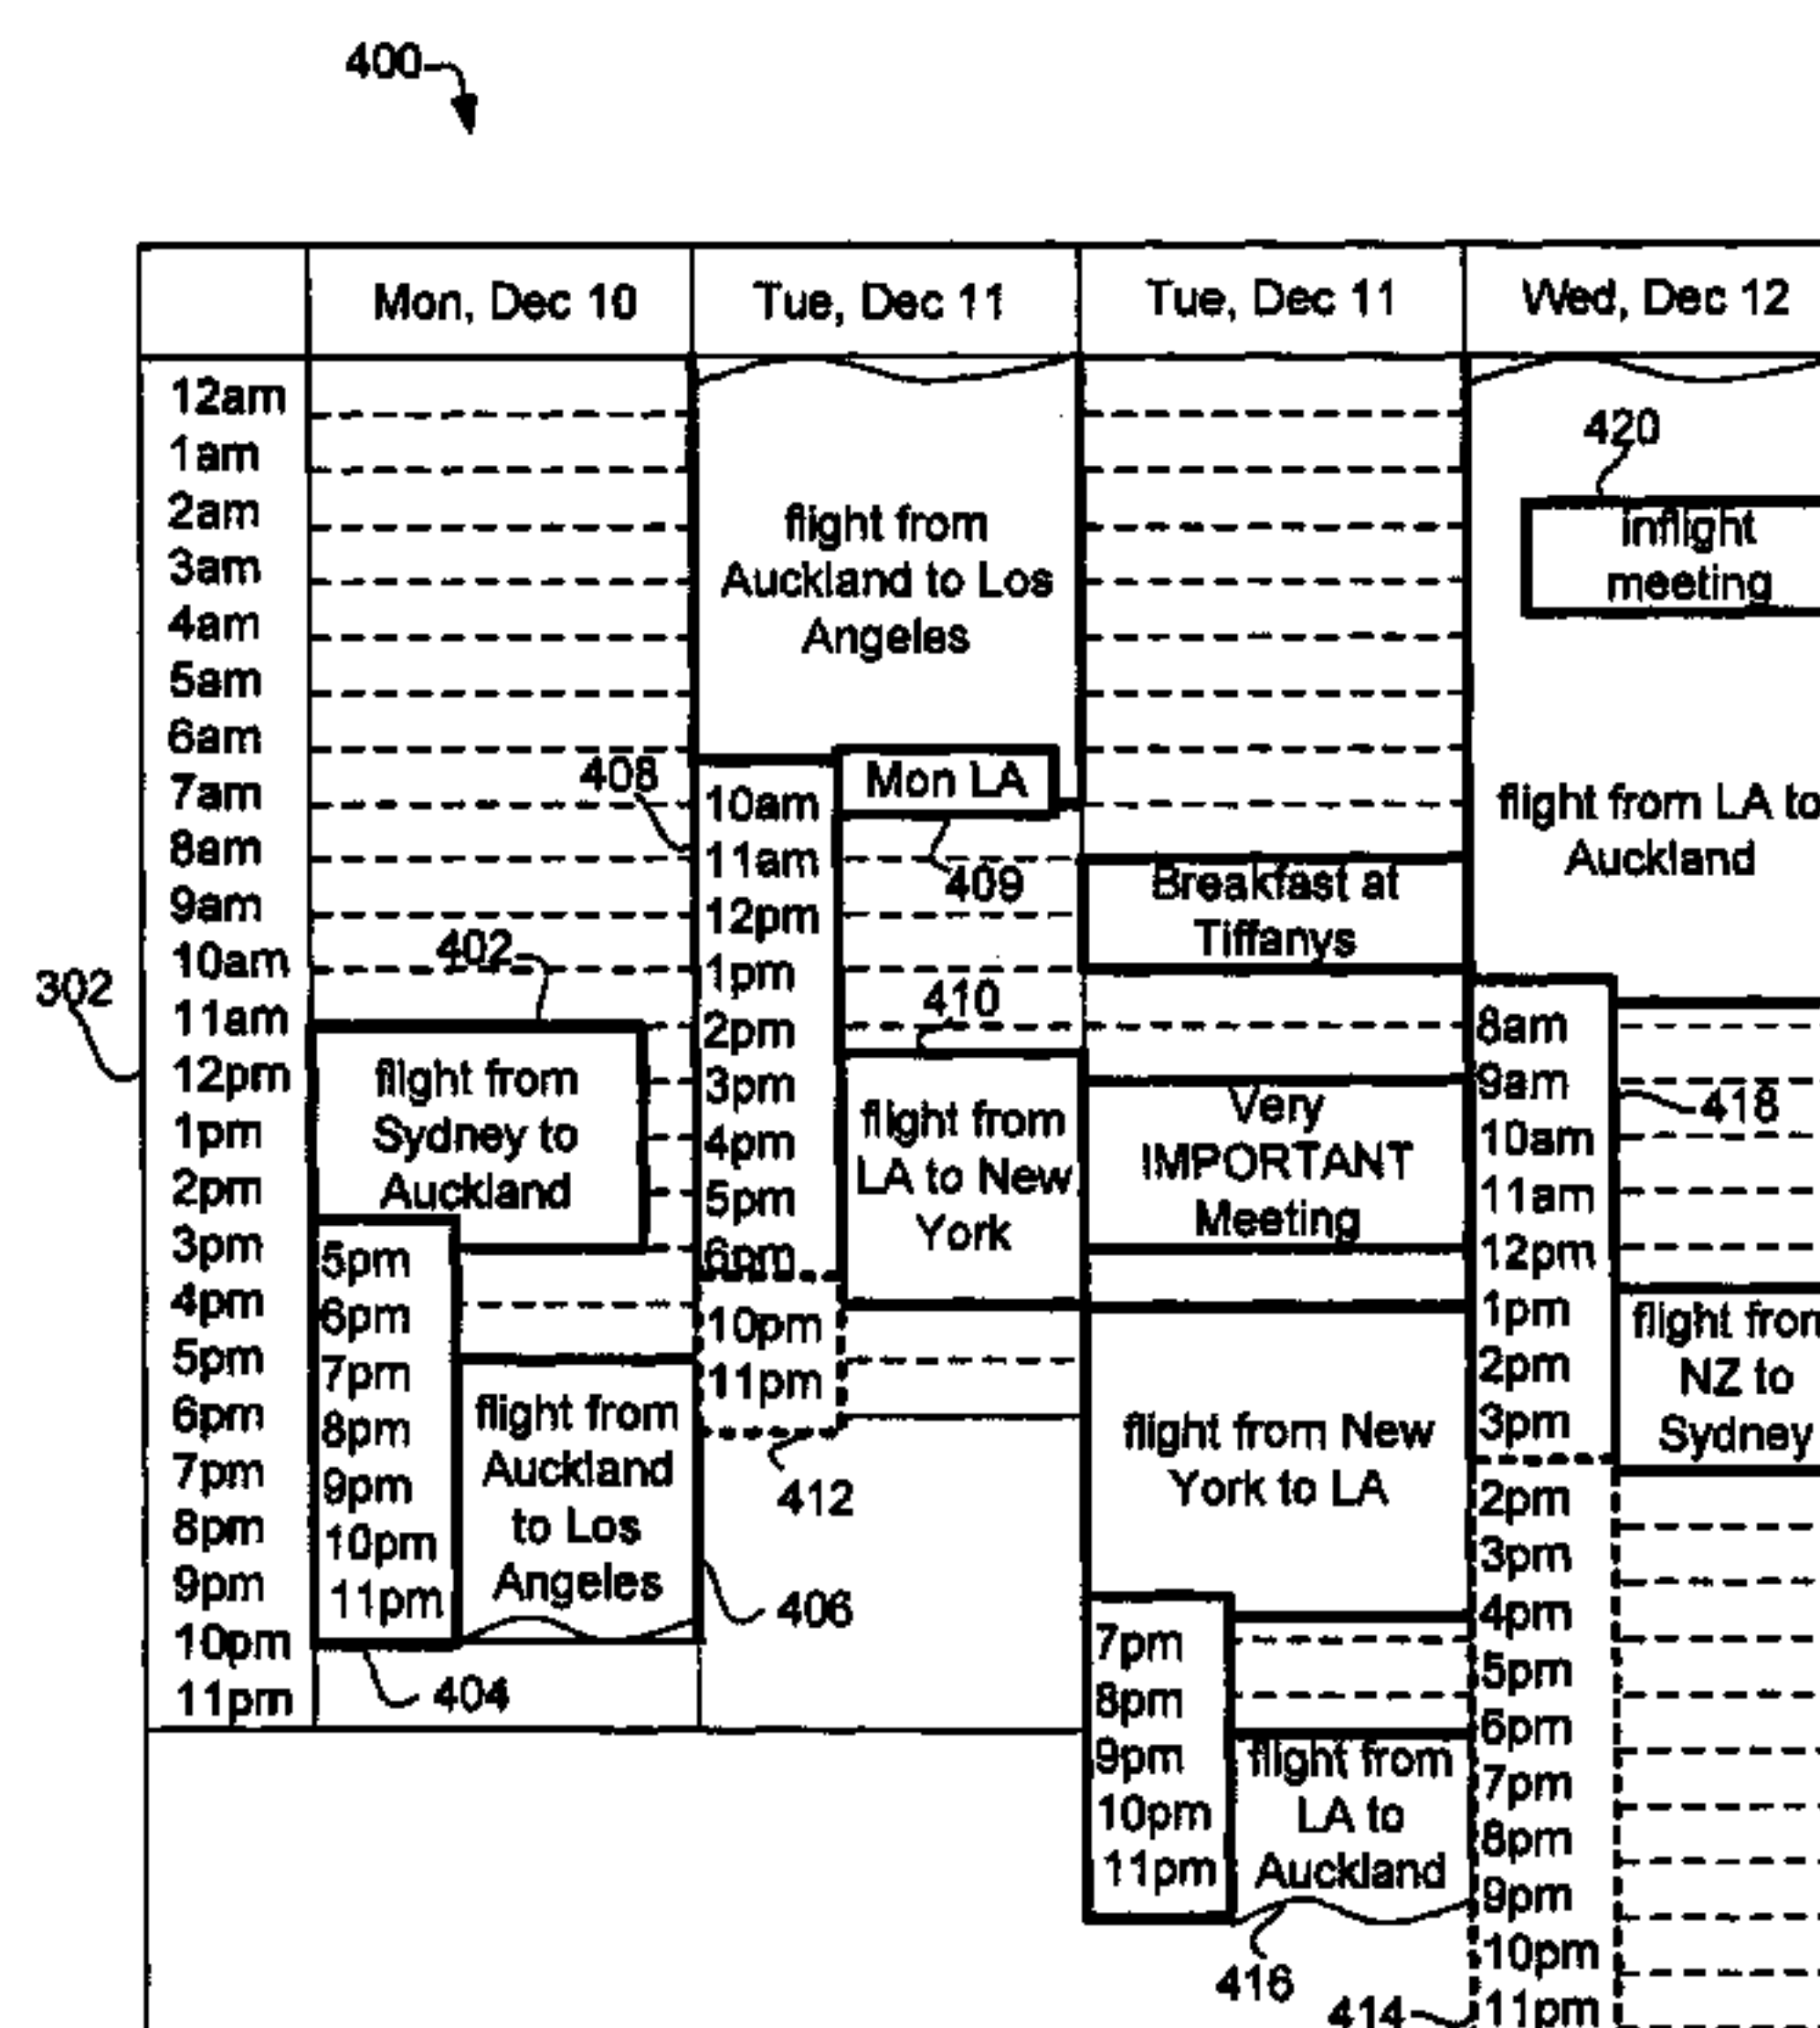 400
Mon, Dec 10
Tue, Dec 11
Tue, Dec 11
Wed, Dec 12
302
12am
1am
2am
3am
4am
5am
6am
7am
8am
9am
10am
11am
12pm
1pm
2pm
3pm
4pm
5pm
6pm
7pm
8pm
9pm
10pm
11pm
402
flight from
Sydney to
Auckland
5pm
6pm
7pm
8pm
9pm
10pm
11pm
404
flight from
Auckland
to Los
Angeles
406
flight from
Auckland to Los
Angeles
408
10am
11am
12pm
1pm
2pm
3pm
4pm
5pm
6pm
Mon LA
409
410
flight from
LA to New
York
10pm
11pm
412
Breakfast at
Tiffanys
Very
IMPORTANT
Meeting
flight from New
York to LA
7pm
8pm
9pm
10pm
11pm
flight from
LA to
Auckland
416
420
inflight
meeting
flight from LA to
Auckland
8am
9am
10am
11am
12pm
1pm
2pm
3pm
418
flight from
NZ to
Sydney
2pm
3pm
4pm
5pm
6pm
7pm
8pm
9pm
10pm
11pm
414